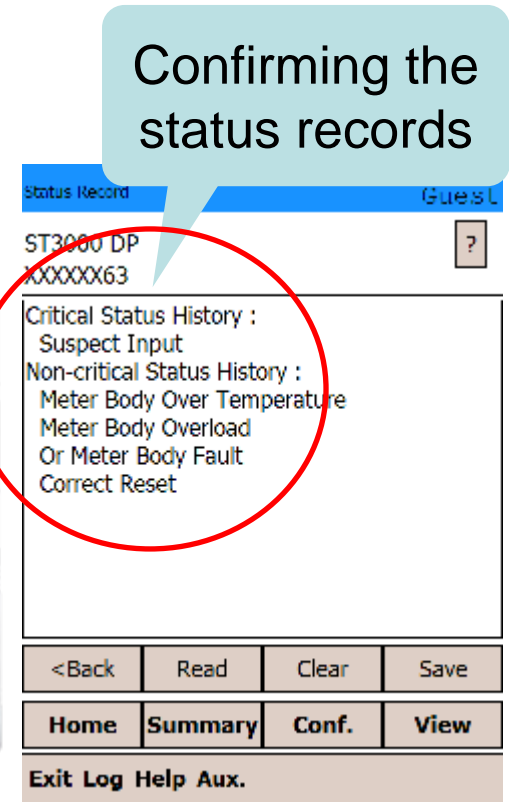 Confirming the
status records
Status Record
Guest
ST3000 DP
?
XXXXXX63
Critical Status History :
Suspect Input
Non-critical Status History :
Meter Body Over Temperature
Meter Body Overload
Or Meter Body Fault
Correct Reset
<Back Read Clear Save
Home Summary Conf. View
Exit Log Help Aux.